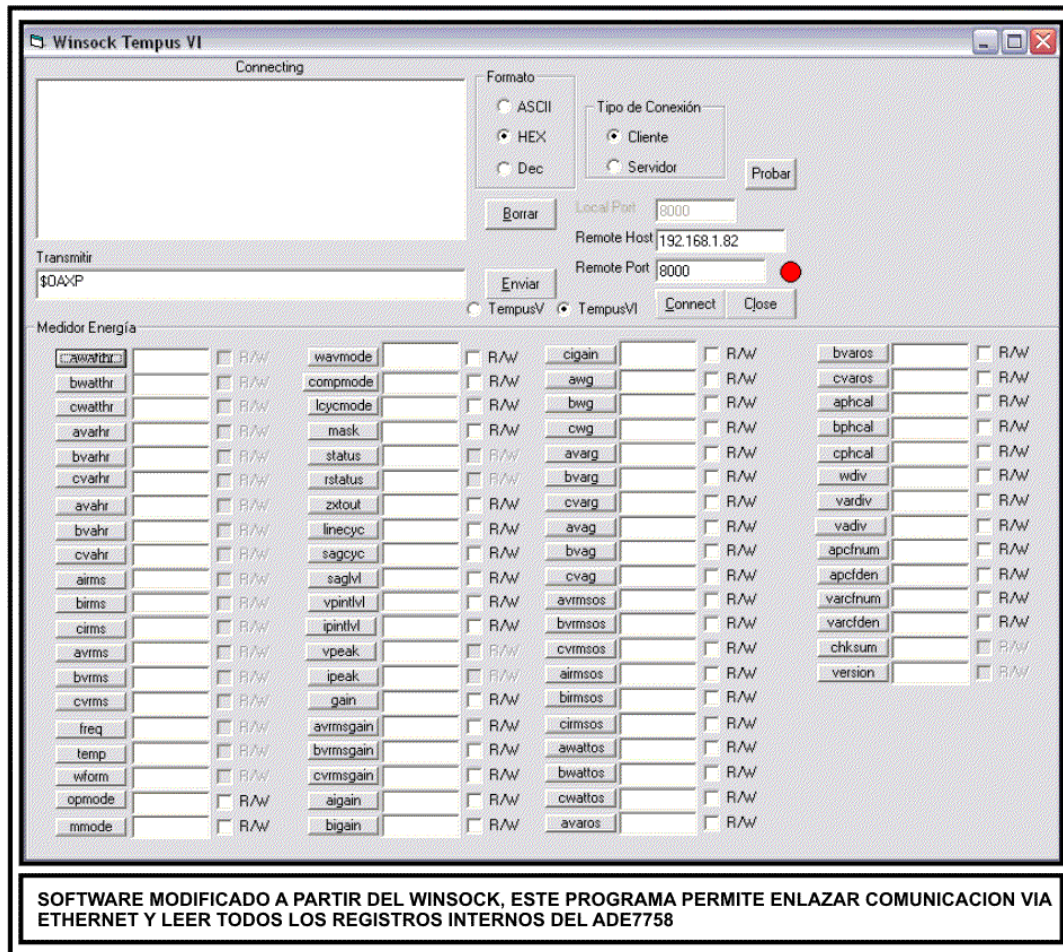 Winsock Tempus VI
Connecting
Formato
ASCII
HEX
Dec
Tipo de Conexión
Cliente
Servidor
Probar
Borrar
Local Port 8000
Remote Host 192.168.1.82
Remote Port 8000
Transmitir
$0AXP
Enviar
TempusV TempusVI
Connect Close
Medidor Energía
awatthr R/W
bwatthr R/W
cwatthr R/W
avarhr R/W
bvarhr R/W
cvarhr R/W
avahr R/W
bvahr R/W
cvahr R/W
airms R/W
birms R/W
cirms R/W
avrms R/W
bvrms R/W
cvrms R/W
freq R/W
temp R/W
wform R/W
opmode R/W
mmode R/W
wavmode R/W
compmode R/W
lcycmode R/W
mask R/W
status R/W
rstatus R/W
zxtout R/W
linecyc R/W
sagcyc R/W
saglvl R/W
vpintlvl R/W
ipintlvl R/W
vpeak R/W
ipeak R/W
gain R/W
avrmsgain R/W
bvrmsgain R/W
cvrmsgain R/W
aigain R/W
bigain R/W
cigain R/W
awg R/W
bwg R/W
cwg R/W
avarg R/W
bvarg R/W
cvarg R/W
avag R/W
bvag R/W
cvag R/W
avrmsos R/W
bvrmsos R/W
cvrmsos R/W
airmsos R/W
birmsos R/W
cirmsos R/W
awattos R/W
bwattos R/W
cwattos R/W
avaros R/W
bvaros R/W
cvaros R/W
aphcal R/W
bphcal R/W
cphcal R/W
wdiv R/W
vardiv R/W
vadiv R/W
apcfnum R/W
apcfden R/W
varcfnum R/W
varcfden R/W
chksum R/W
version R/W
SOFTWARE MODIFICADO A PARTIR DEL WINSOCK, ESTE PROGRAMA PERMITE ENLAZAR COMUNICACION VIA
ETHERNET Y LEER TODOS LOS REGISTROS INTERNOS DEL ADE7758